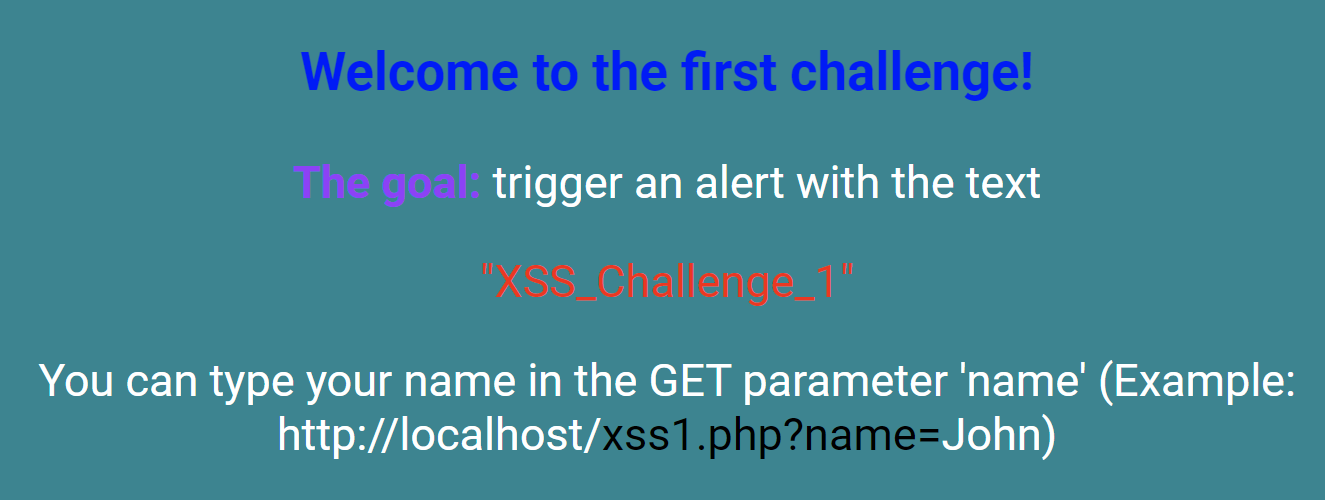 Welcome to the first challenge!
The goal: trigger an alert with the text
"XSS_Challenge_1"
You can type your name in the GET parameter 'name' (Example:
http://localhost/xss1.php?name=John)